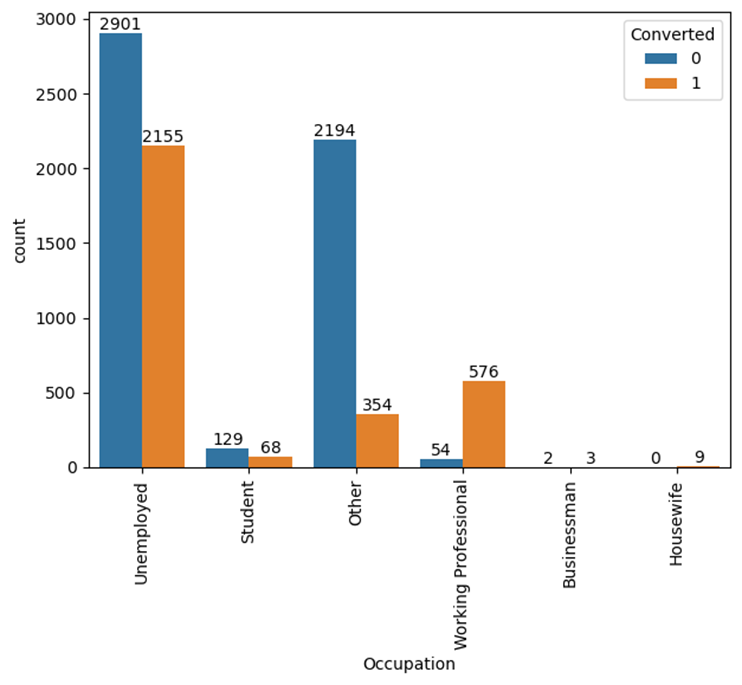 3000
2500
2000
1500
1000
500
0
count
2901
2155
129
68
2194
354
54
576
2
3
0
9
Converted
0
1
Unemployed
Student
Other
Working Professional
Businessman
Housewife
Occupation